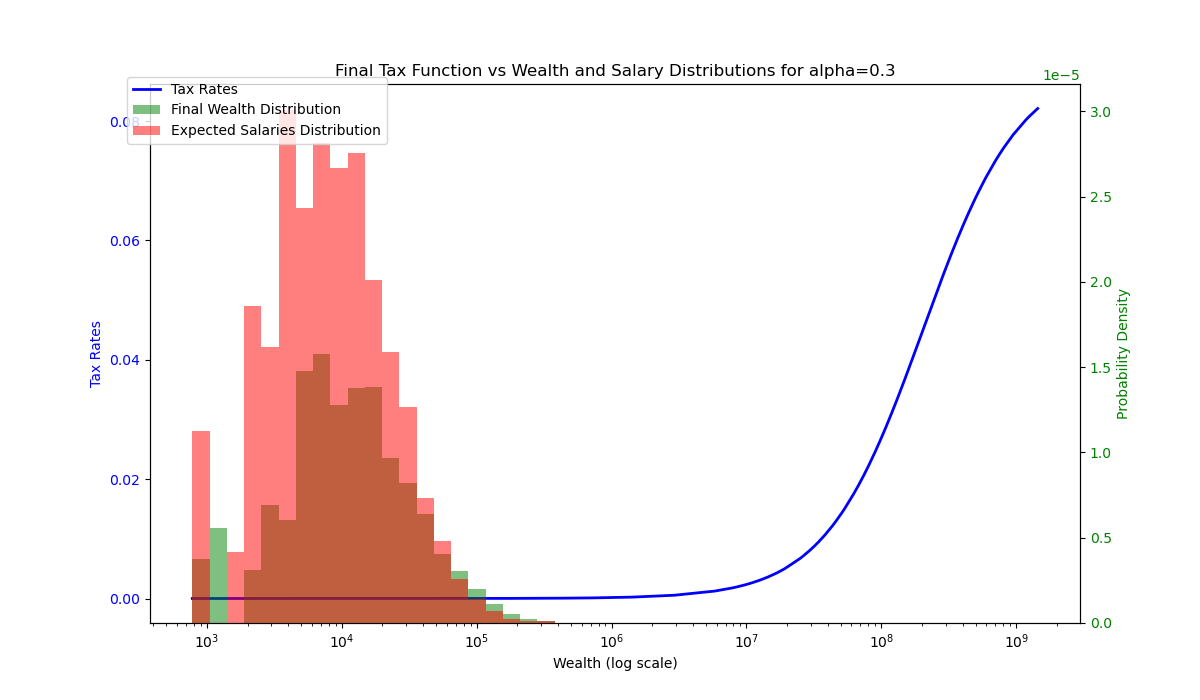 Final Tax Function vs Wealth and Salary Distributions for alpha=0.3
1e−5
Tax Rates
Final Wealth Distribution
Expected Salaries Distribution
0.08
0.06
0.04
0.02
0.00
Tax Rates
3.0
2.5
2.0
1.5
1.0
0.5
0.0
Probability Density
10³ 10⁴ 10⁵ 10⁶ 10⁷ 10⁸ 10⁹
Wealth (log scale)